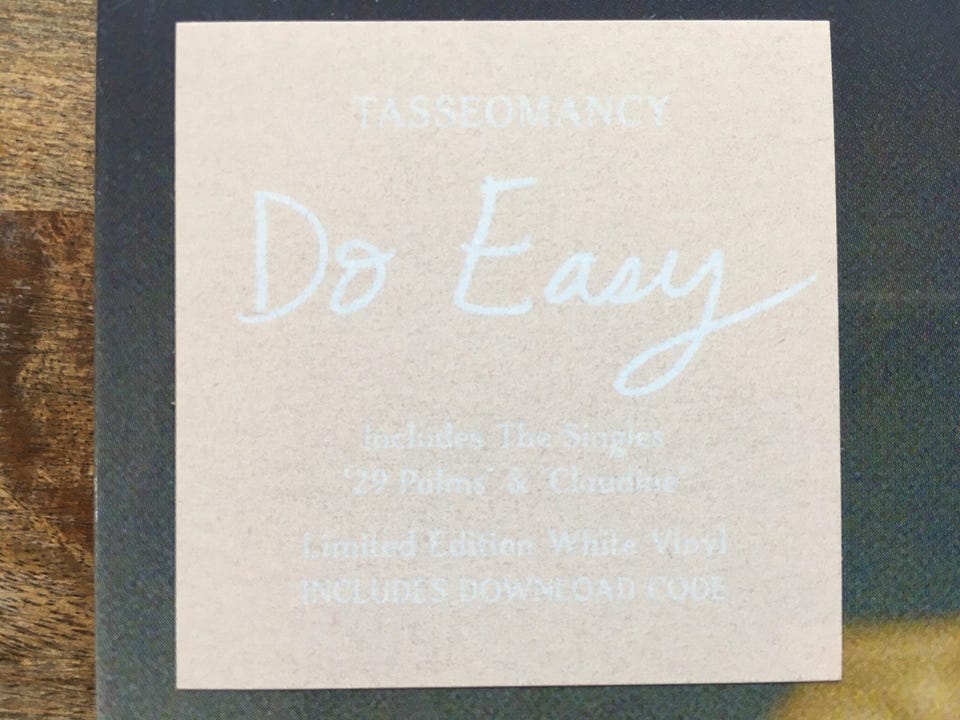 TASSEOMANCY
Do Easy
Includes The Singles
'29 Palms' & 'Claudine'
Limited Edition White Vinyl
INCLUDES DOWNLOAD CODE